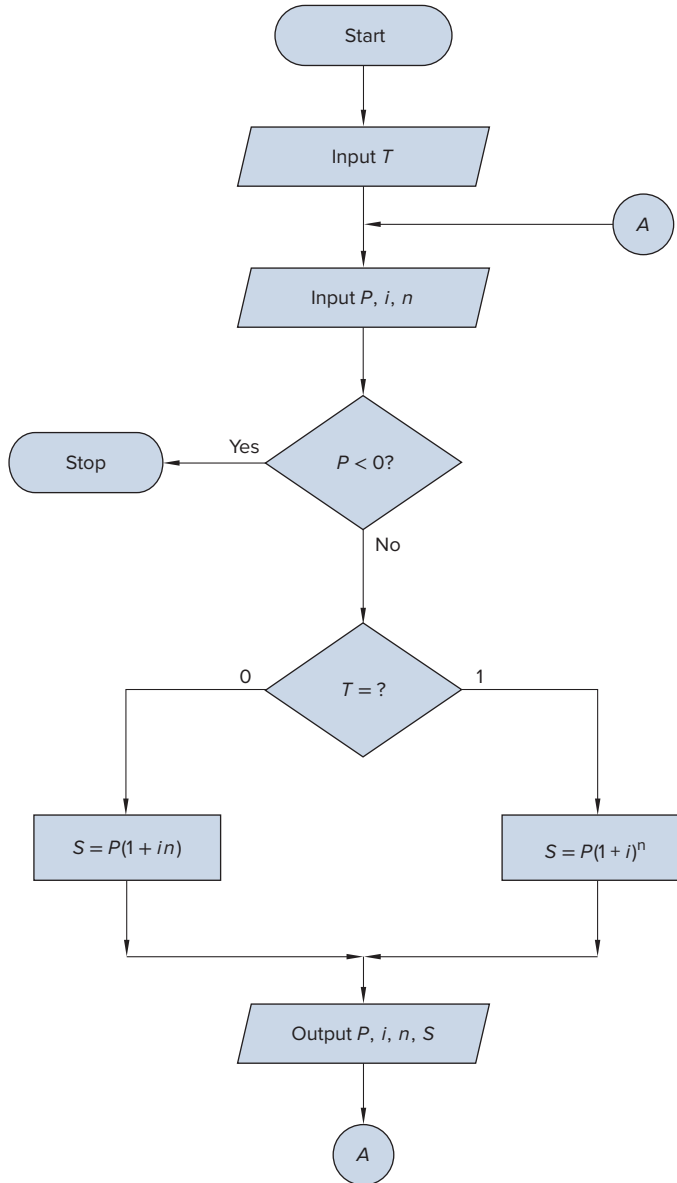 Start
Input T
A
Input P, i, n
Yes
Stop
P < 0?
No
0
T = ?
1
S = P(1 + in)
S = P(1 + i)ⁿ
Output P, i, n, S
A